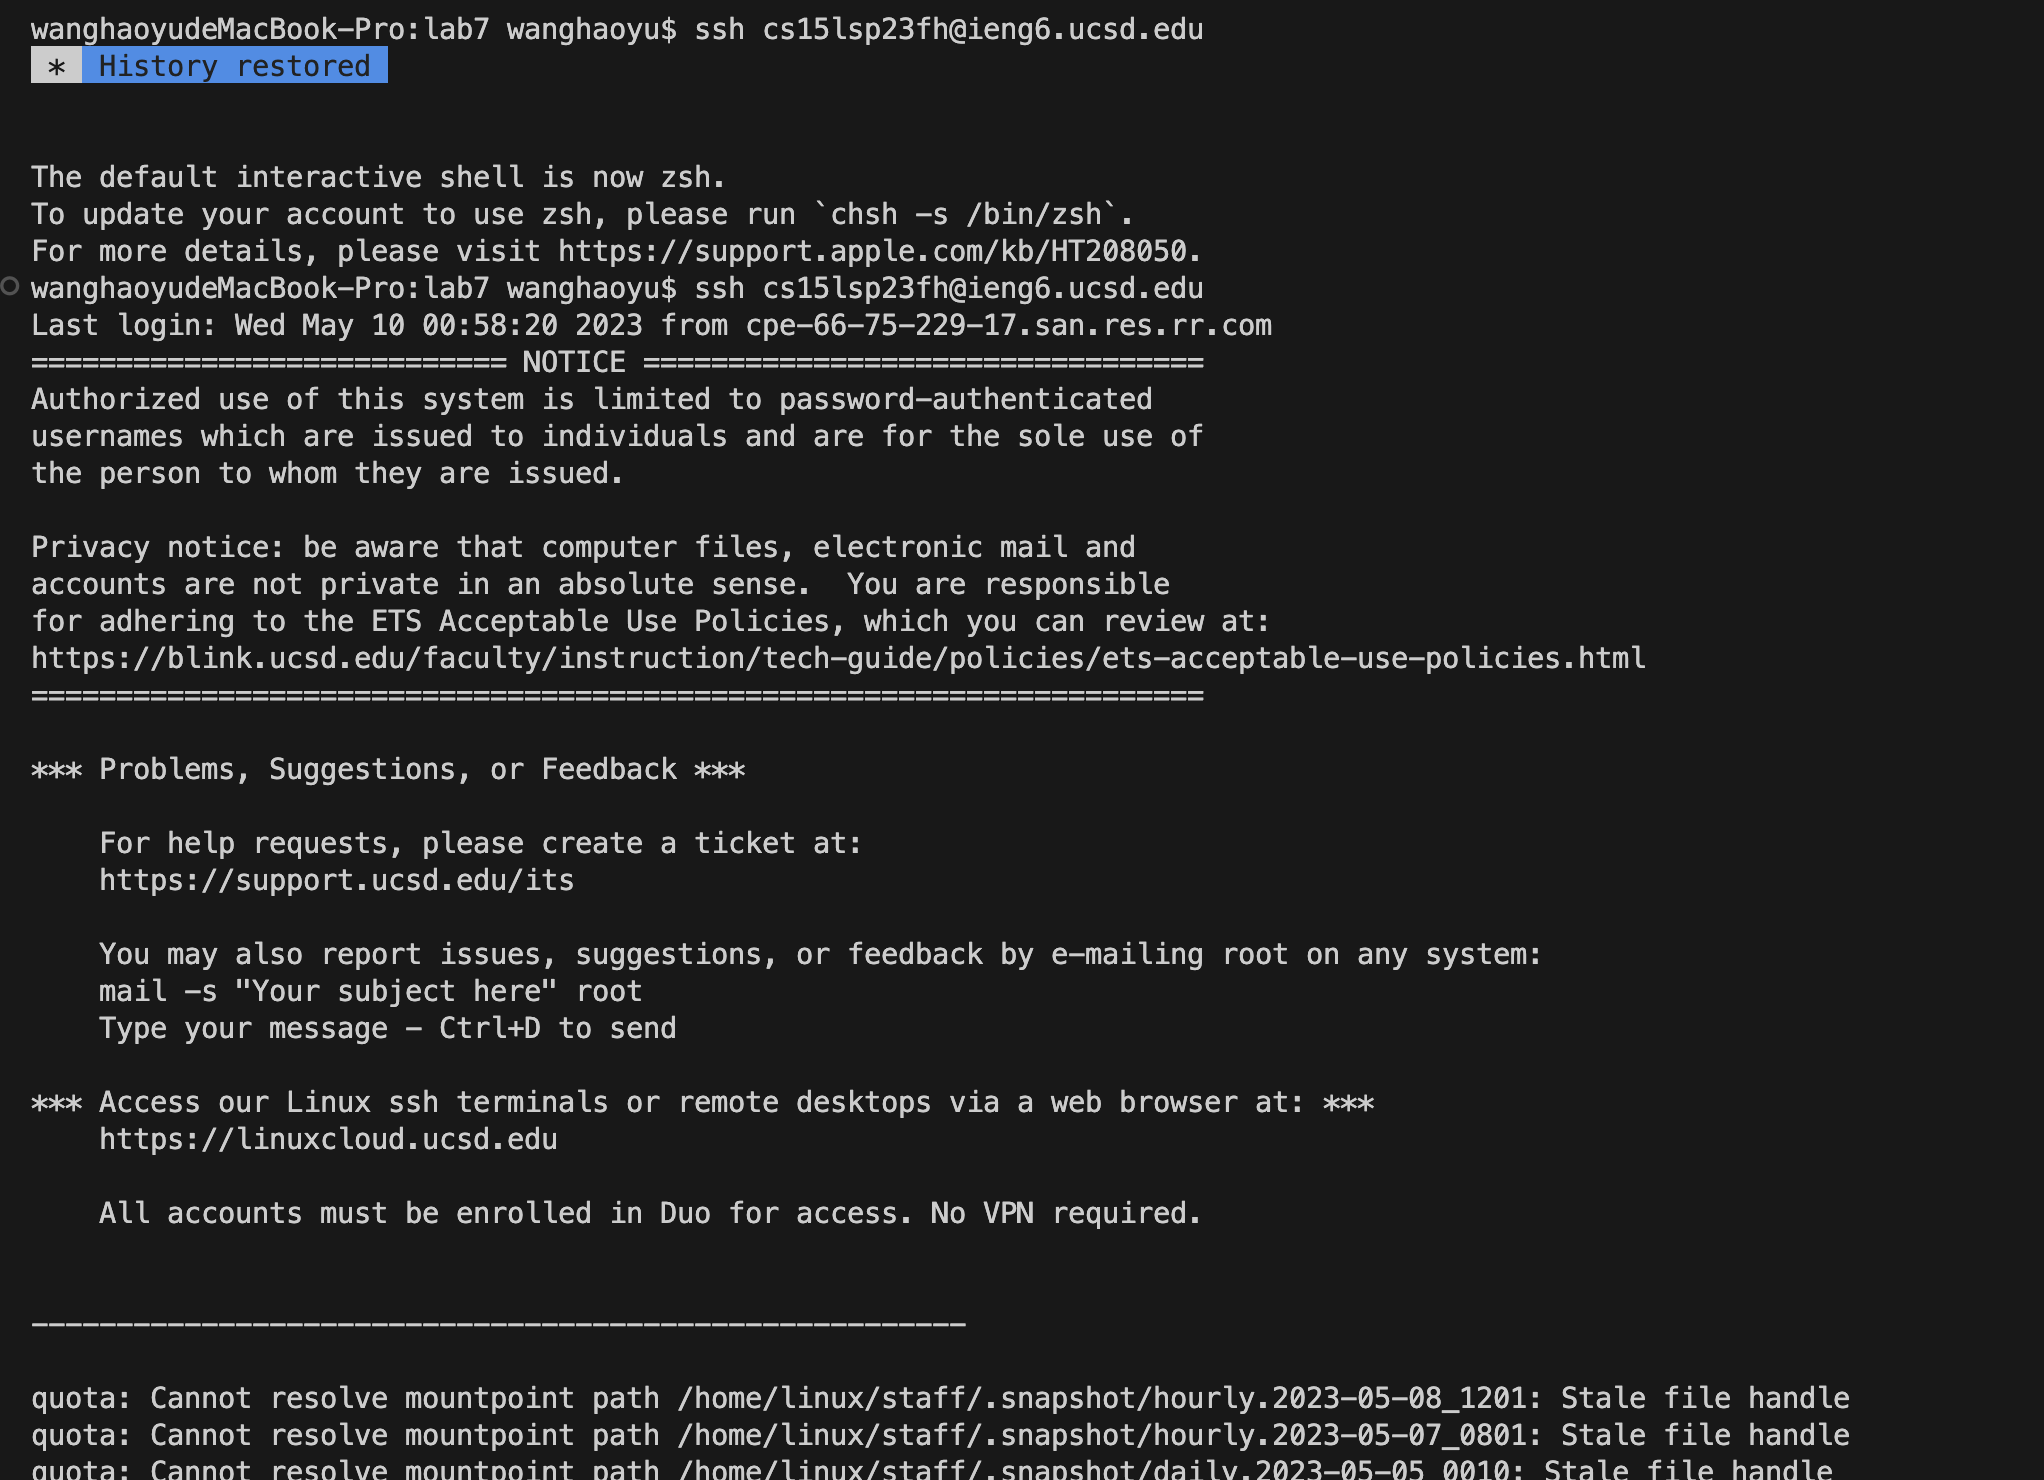 wanghaoyudeMacBook-Pro:lab7 wanghaoyu$ ssh cs15lsp23fh@ieng6.ucsd.edu
* History restored
The default interactive shell is now zsh.
To update your account to use zsh, please run `chsh -s /bin/zsh`.
For more details, please visit https://support.apple.com/kb/HT208050.
wanghaoyudeMacBook-Pro:lab7 wanghaoyu$ ssh cs15lsp23fh@ieng6.ucsd.edu
Last login: Wed May 10 00:58:20 2023 from cpe-66-75-229-17.san.res.rr.com
============================ NOTICE =================================
Authorized use of this system is limited to password-authenticated
usernames which are issued to individuals and are for the sole use of
the person to whom they are issued.
Privacy notice: be aware that computer files, electronic mail and
accounts are not private in an absolute sense.  You are responsible
for adhering to the ETS Acceptable Use Policies, which you can review at:
https://blink.ucsd.edu/faculty/instruction/tech-guide/policies/ets-acceptable-use-policies.html
=====================================================================
*** Problems, Suggestions, or Feedback ***
For help requests, please create a ticket at:
https://support.ucsd.edu/its
You may also report issues, suggestions, or feedback by e-mailing root on any system:
mail -s "Your subject here" root
Type your message - Ctrl+D to send
*** Access our Linux ssh terminals or remote desktops via a web browser at: ***
https://linuxcloud.ucsd.edu
All accounts must be enrolled in Duo for access. No VPN required.
-------------------------------------------------------
quota: Cannot resolve mountpoint path /home/linux/staff/.snapshot/hourly.2023-05-08_1201: Stale file handle
quota: Cannot resolve mountpoint path /home/linux/staff/.snapshot/hourly.2023-05-07_0801: Stale file handle
quota: Cannot resolve mountpoint path /home/linux/staff/.snapshot/daily.2023-05-05_0010: Stale file handle